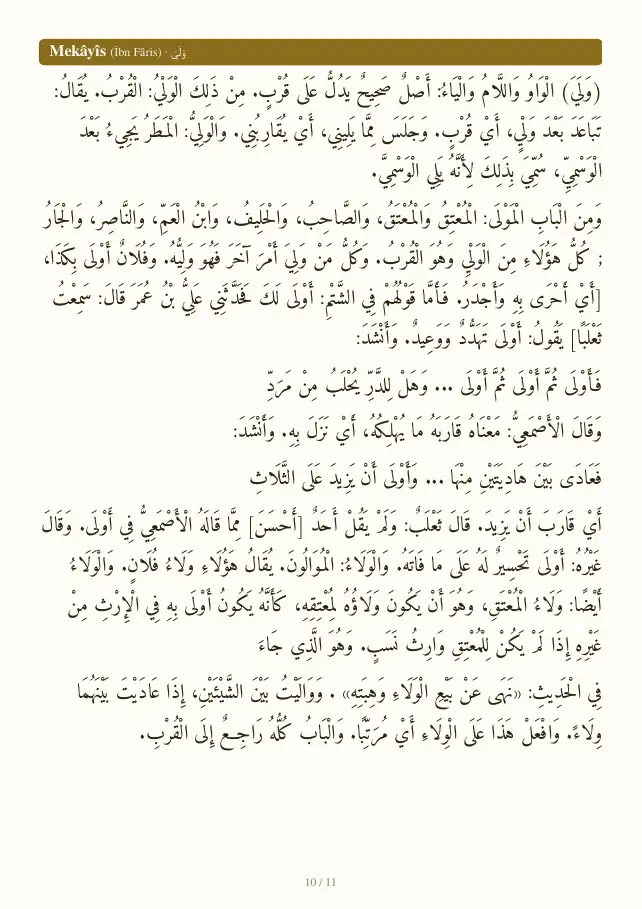 Mekâyîs (İbn Fâris) · وَلَيَ
(وَلَيَ) الْوَاوُ وَاللَّامُ وَالْيَاءُ: أَصْلٌ صَحِيحٌ يَدُلُّ عَلَى قُرْبٍ. مِنْ ذَلِكَ الْوَلْيُ: الْقُرْبُ. يُقَالُ:
تَبَاعَدَ بَعْدَ وَلْيٍ، أَيْ قُرْبٍ. وَجَلَسَ مِمَّا يَلِينِي، أَيْ يُقَارِبُنِي. وَالْوَلِيُّ: الْمَطَرُ يَجِيءُ بَعْدَ
الْوَسْمِيِّ، سُمِّيَ بِذَلِكَ لِأَنَّهُ يَلِي الْوَسْمِيَّ.
وَمِنَ الْبَابِ الْمَوْلَى: الْمُعْتِقُ وَالْمُعْتَقُ، وَالصَّاحِبُ، وَالْحَلِيفُ، وَابْنُ الْعَمِّ، وَالنَّاصِرُ، وَالْجَارُ
; كُلُّ هَؤُلَاءِ مِنَ الْوَلْيِ وَهُوَ الْقُرْبُ. وَكُلُّ مَنْ وَلِيَ أَمْرَ آخَرَ فَهُوَ وَلِيُّهُ. وَفُلَانٌ أَوْلَى بِكَذَا،
[أَيْ أَحْرَى بِهِ وَأَجْدَرُ. فَأَمَّا قَوْلُهُمْ فِي الشَّتْمِ: أَوْلَى لَكَ فَحَدَّثَنِي عَلِيُّ بْنُ عُمَرَ قَالَ: سَمِعْتُ
ثَعْلَبًا] يَقُولُ: أَوْلَى تَهَدُّدٌ وَوَعِيدٌ. وَأَنْشَدَ:
فَأَوْلَى ثُمَّ أَوْلَى ثُمَّ أَوْلَى ... وَهَلْ لِلدَّرِّ يُحْلَبُ مِنْ مَرَدِّ
وَقَالَ الْأَصْمَعِيُّ: مَعْنَاهُ قَارَبَهُ مَا يُهْلِكُهُ، أَيْ نَزَلَ بِهِ. وَأَنْشَدَ:
فَعَادَى بَيْنَ هَادِيَتَيْنِ مِنْهَا ... وَأَوْلَى أَنْ يَزِيدَ عَلَى الثَّلَاثِ
أَيْ قَارَبَ أَنْ يَزِيدَ. قَالَ ثَعْلَبٌ: وَلَمْ يَقُلْ أَحَدٌ [أَحْسَنَ] مِمَّا قَالَهُ الْأَصْمَعِيُّ فِي أَوْلَى. وَقَالَ
غَيْرُهُ: أَوْلَى تَحْسِيرٌ لَهُ عَلَى مَا فَاتَهُ. وَالْوَلَاءُ: الْمُوَالُونَ. يُقَالُ هَؤُلَاءِ وَلَاءُ فُلَانٍ. وَالْوَلَاءُ
أَيْضًا: وَلَاءُ الْمُعْتَقِ، وَهُوَ أَنْ يَكُونَ وَلَاؤُهُ لِمُعْتِقِهِ، كَأَنَّهُ يَكُونُ أَوْلَى بِهِ فِي الْإِرْثِ مِنْ
غَيْرِهِ إِذَا لَمْ يَكُنْ لِلْمُعْتِقِ وَارِثُ نَسَبٍ. وَهُوَ الَّذِي جَاءَ
فِي الْحَدِيثِ: «نَهَى عَنْ بَيْعِ الْوَلَاءِ وَهِبَتِهِ» . وَوَالَيْتُ بَيْنَ الشَّيْئَيْنِ، إِذَا عَادَيْتَ بَيْنَهُمَا
وِلَاءً. وَافْعَلْ هَذَا عَلَى الْوِلَاءِ أَيْ مُرَتِّبًا. وَالْبَابُ كُلُّهُ رَاجِعٌ إِلَى الْقُرْبِ.
10 / 11